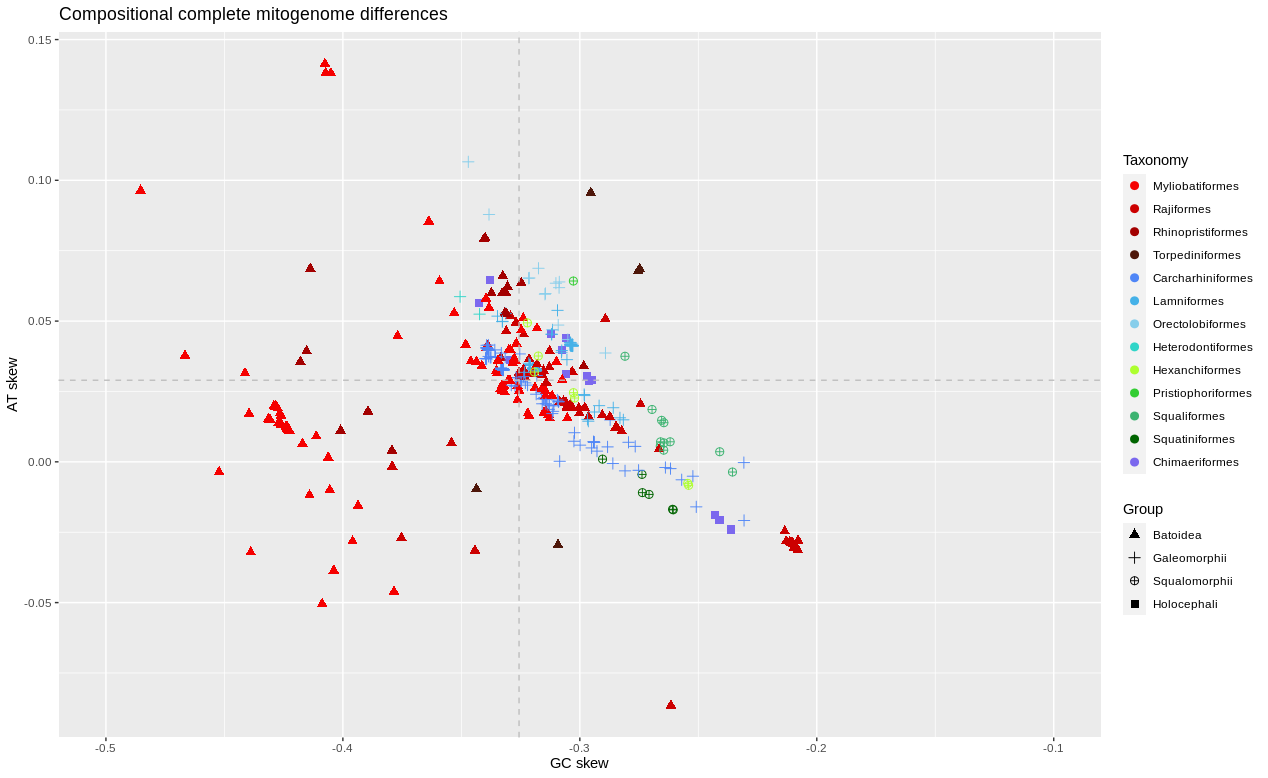 Compositional complete mitogenome differences
0.15
0.10
0.05
0.00
-0.05
AT skew
-0.5
-0.4
-0.3
-0.2
-0.1
GC skew
Taxonomy
Myliobatiformes
Rajiformes
Rhinopristiformes
Torpediniformes
Carcharhiniformes
Lamniformes
Orectolobiformes
Heterodontiformes
Hexanchiformes
Pristiophoriformes
Squaliformes
Squatiniformes
Chimaeriformes
Group
Batoidea
Galeomorphii
Squalomorphii
Holocephali